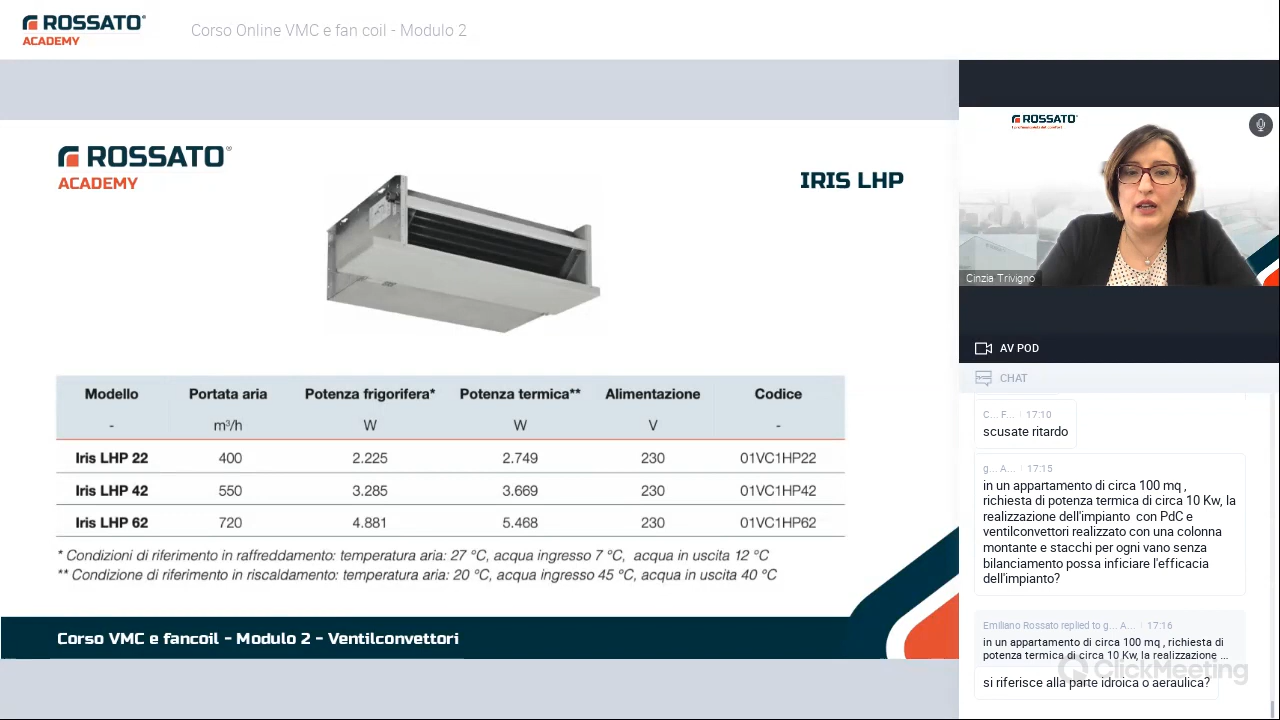 ROSSATO®
ACADEMY
Corso Online VMC e fan coil - Modulo 2
ROSSATO®
ACADEMY
IRIS LHP
Modello Portata aria Potenza frigorifera* Potenza termica** Alimentazione Codice
- m³/h W W V -
Iris LHP 22 400 2.225 2.749 230 01VC1HP22
Iris LHP 42 550 3.285 3.669 230 01VC1HP42
Iris LHP 62 720 4.881 5.468 230 01VC1HP62
* Condizioni di riferimento in raffreddamento: temperatura aria: 27 °C, acqua ingresso 7 °C, acqua in uscita 12 °C
** Condizione di riferimento in riscaldamento: temperatura aria: 20 °C, acqua ingresso 45 °C, acqua in uscita 40 °C
Corso VMC e fancoil - Modulo 2 - Ventilconvettori
ROSSATO
Cinzia Trivigno
AV POD
CHAT
C... F... 17:10
scusate ritardo
g... A... 17:15
in un appartamento di circa 100 mq ,
richiesta di potenza termica di circa 10 Kw, la
realizzazione dell'impianto con PdC e
ventilconvettori realizzato con una colonna
montante e stacchi per ogni vano senza
bilanciamento possa inficiare l'efficacia
dell'impianto?
Emiliano Rossato replied to g... A... 17:16
in un appartamento di circa 100 mq , richiesta di
potenza termica di circa 10 Kw, la realizzazione ...
ClickMeeting
si riferisce alla parte idroica o aeraulica?